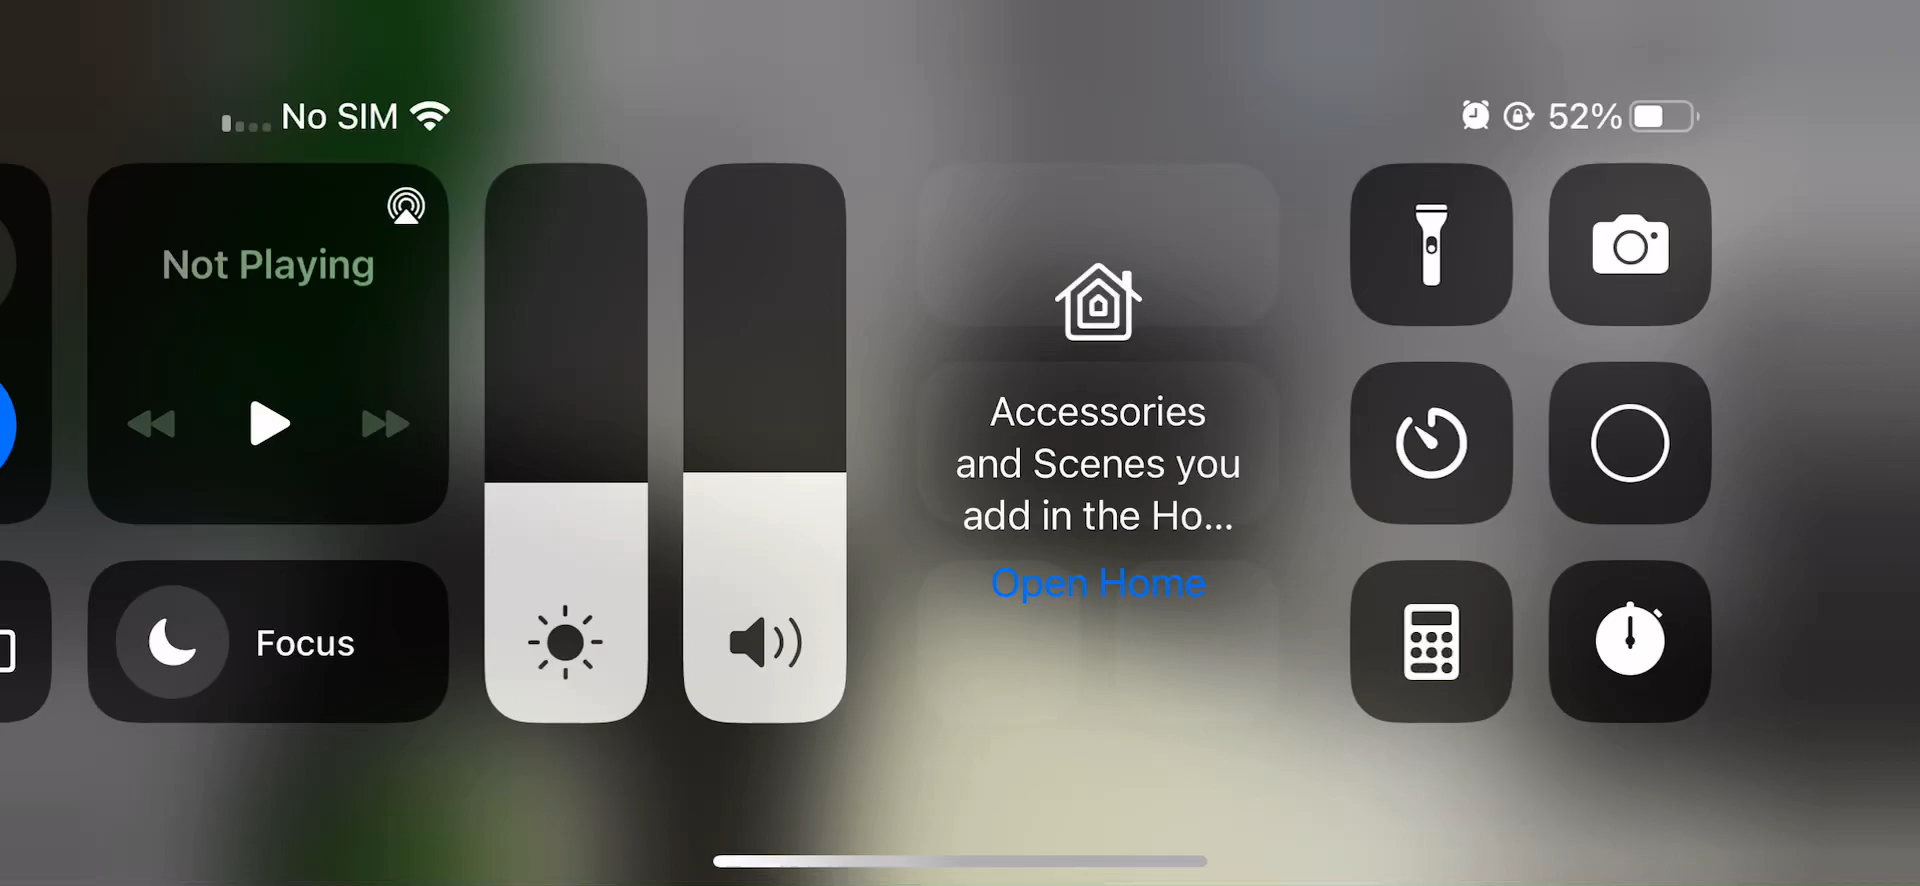 No SIM
52%
Not Playing
Focus
Accessories
and Scenes you
add in the Ho...
Open Home